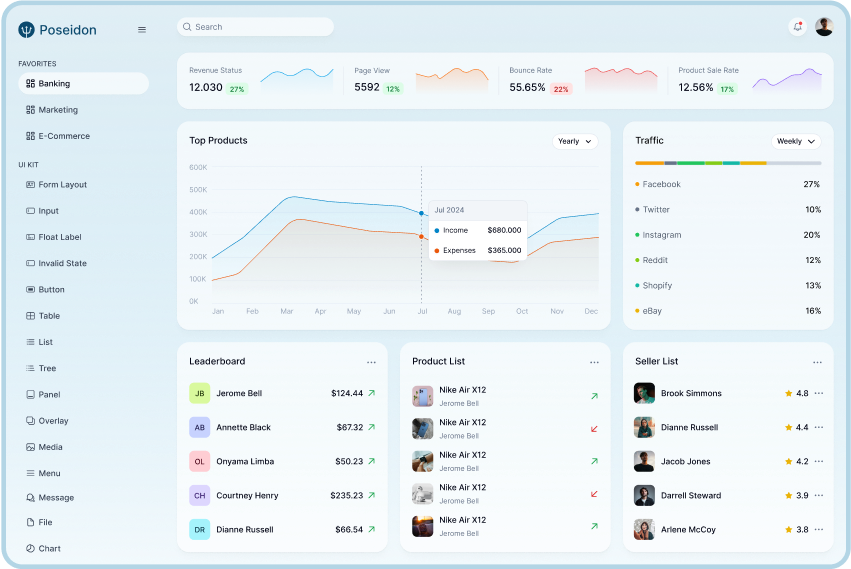 Poseidon
Search
FAVORITES
Banking
Marketing
E-Commerce
UI KIT
Form Layout
Input
Float Label
Invalid State
Button
Table
List
Tree
Panel
Overlay
Media
Menu
Message
File
Chart
Revenue Status
12.030 27%
Page View
5592 12%
Bounce Rate
55.65% 22%
Product Sale Rate
12.56% 17%
Top Products
Yearly
600K
500K
400K
300K
200K
100K
0K
Jan Feb Mar Apr May Jun Jul Aug Sep Oct Nov Dec
Jul 2024
Income $680.000
Expenses $365.000
Traffic
Weekly
Facebook 27%
Twitter 10%
Instagram 20%
Reddit 12%
Shopify 13%
eBay 16%
Leaderboard
JB Jerome Bell $124.44
AB Annette Black $67.32
OL Onyama Limba $50.23
CH Courtney Henry $235.23
DR Dianne Russell $66.54
Product List
Nike Air X12
Jerome Bell
Nike Air X12
Jerome Bell
Nike Air X12
Jerome Bell
Nike Air X12
Jerome Bell
Nike Air X12
Jerome Bell
Seller List
Brook Simmons 4.8
Dianne Russell 4.4
Jacob Jones 4.2
Darrell Steward 3.9
Arlene McCoy 3.8